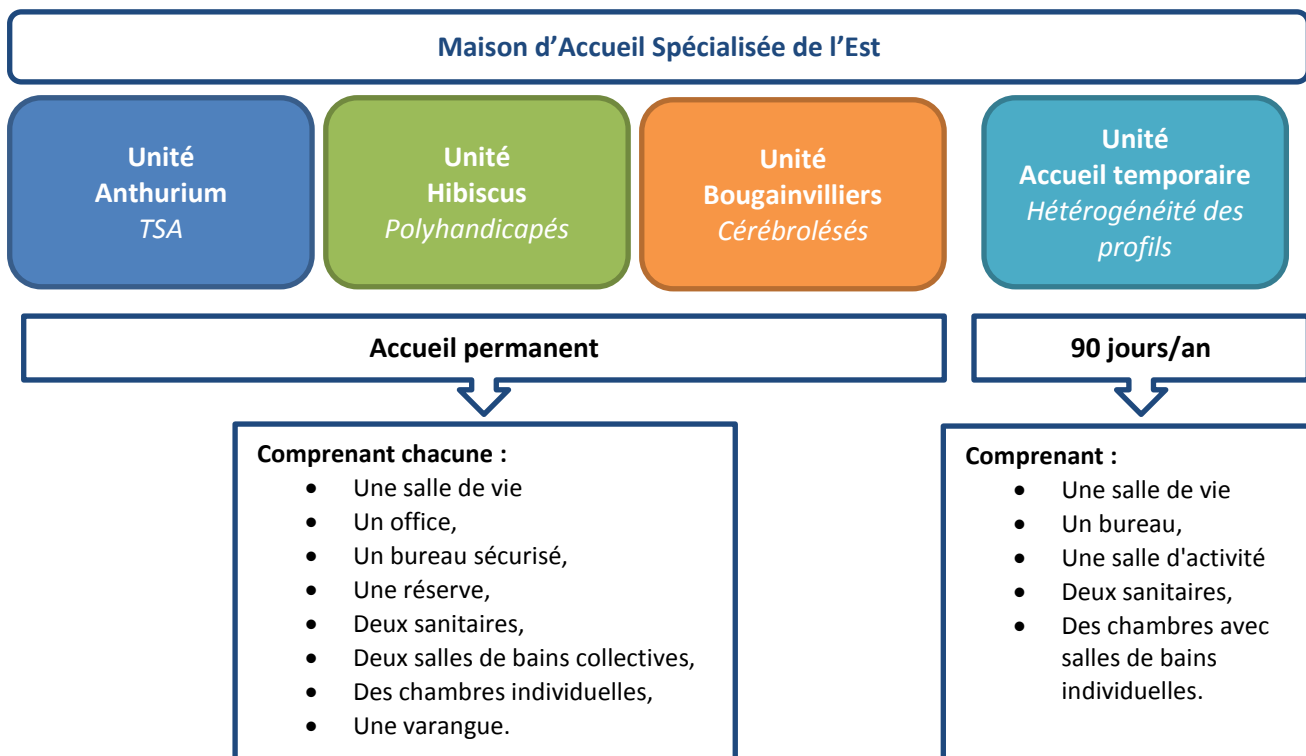 Maison d’Accueil Spécialisée de l’Est
Unité
Anthurium
TSA
Unité
Hibiscus
Polyhandicapés
Unité
Bougainvilliers
Cérébrolésés
Unité
Accueil temporaire
Hétérogénéité des
profils
Accueil permanent
90 jours/an
Comprenant chacune :
• Une salle de vie
• Un office,
• Un bureau sécurisé,
• Une réserve,
• Deux sanitaires,
• Deux salles de bains collectives,
• Des chambres individuelles,
• Une varangue.
Comprenant :
• Une salle de vie
• Un bureau,
• Une salle d'activité
• Deux sanitaires,
• Des chambres avec
salles de bains
individuelles.